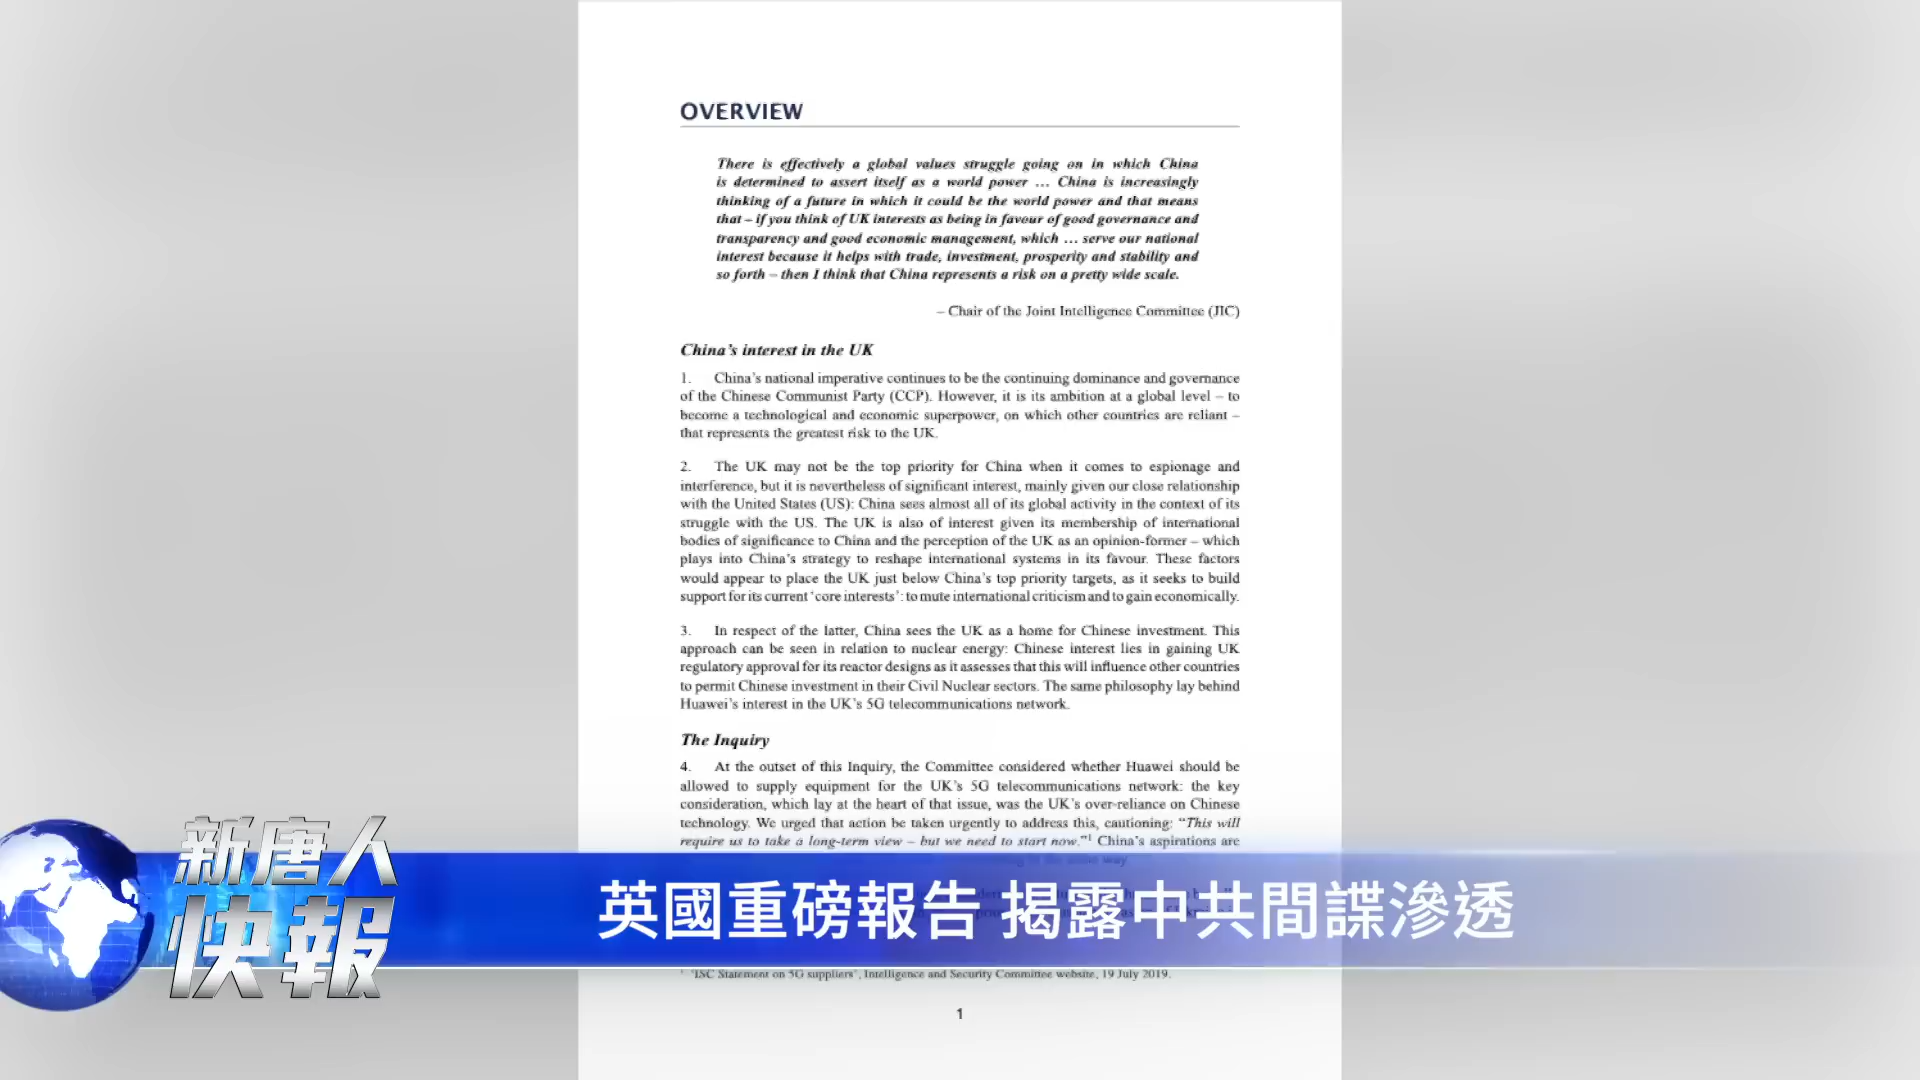 OVERVIEW
There is effectively a global values struggle going on in which China
is determined to assert itself as a world power … China is increasingly
thinking of a future in which it could be the world power and that means
that – if you think of UK interests as being in favour of good governance and
transparency and good economic management, which … serve our national
interest because it helps with trade, investment, prosperity and stability and
so forth – then I think that China represents a risk on a pretty wide scale.
– Chair of the Joint Intelligence Committee (JIC)
China's interest in the UK
1. China's national imperative continues to be the continuing dominance and governance
of the Chinese Communist Party (CCP). However, it is its ambition at a global level – to
become a technological and economic superpower, on which other countries are reliant –
that represents the greatest risk to the UK.
2. The UK may not be the top priority for China when it comes to espionage and
interference, but it is nevertheless of significant interest, mainly given our close relationship
with the United States (US): China sees almost all of its global activity in the context of its
struggle with the US. The UK is also of interest given its membership of international
bodies of significance to China and the perception of the UK as an opinion-former – which
plays into China's strategy to reshape international systems in its favour. These factors
would appear to place the UK just below China's top priority targets, as it seeks to build
support for its current 'core interests': to mute international criticism and to gain economically.
3. In respect of the latter, China sees the UK as a home for Chinese investment. This
approach can be seen in relation to nuclear energy: Chinese interest lies in gaining UK
regulatory approval for its reactor designs as it assesses that this will influence other countries
to permit Chinese investment in their Civil Nuclear sectors. The same philosophy lay behind
Huawei's interest in the UK's 5G telecommunications network.
The Inquiry
4. At the outset of this Inquiry, the Committee considered whether Huawei should be
allowed to supply equipment for the UK's 5G telecommunications network: the key
consideration, which lay at the heart of that issue, was the UK's over-reliance on Chinese
technology. We urged that action be taken urgently to address this, cautioning: "This will
require us to take a long-term view – but we need to start now."1 China's aspirations are
新唐人
快報
英國重磅報告 揭露中共間諜滲透
1 'ISC Statement on 5G suppliers', Intelligence and Security Committee website, 19 July 2019.
1